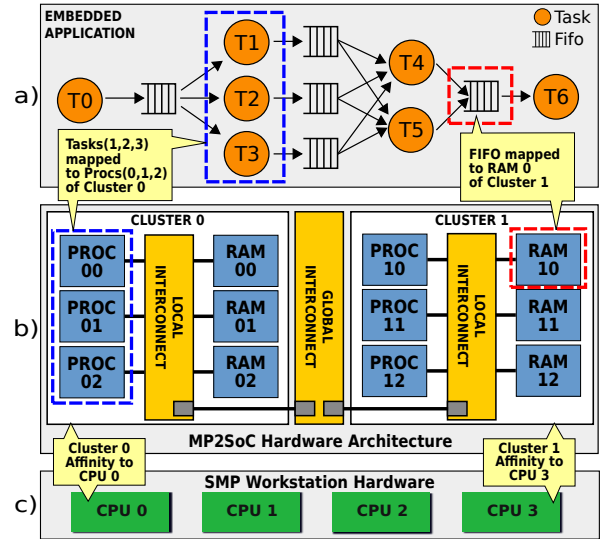 EMBEDDED
APPLICATION
Task
Fifo
a)
T0
T1
T2
T3
T4
T5
T6
Tasks(1,2,3)
mapped
to Procs(0,1,2)
of Cluster 0
FIFO mapped
to RAM 0
of Cluster 1
b)
CLUSTER 0
CLUSTER 1
PROC
00
PROC
01
PROC
02
LOCAL
INTERCONNECT
RAM
00
RAM
01
RAM
02
GLOBAL
INTERCONNECT
PROC
10
PROC
11
PROC
12
LOCAL
INTERCONNECT
RAM
10
RAM
11
RAM
12
MP2SoC Hardware Architecture
Cluster 0
Affinity to
CPU 0
Cluster 1
Affinity to
CPU 3
c)
SMP Workstation Hardware
CPU 0
CPU 1
CPU 2
CPU 3